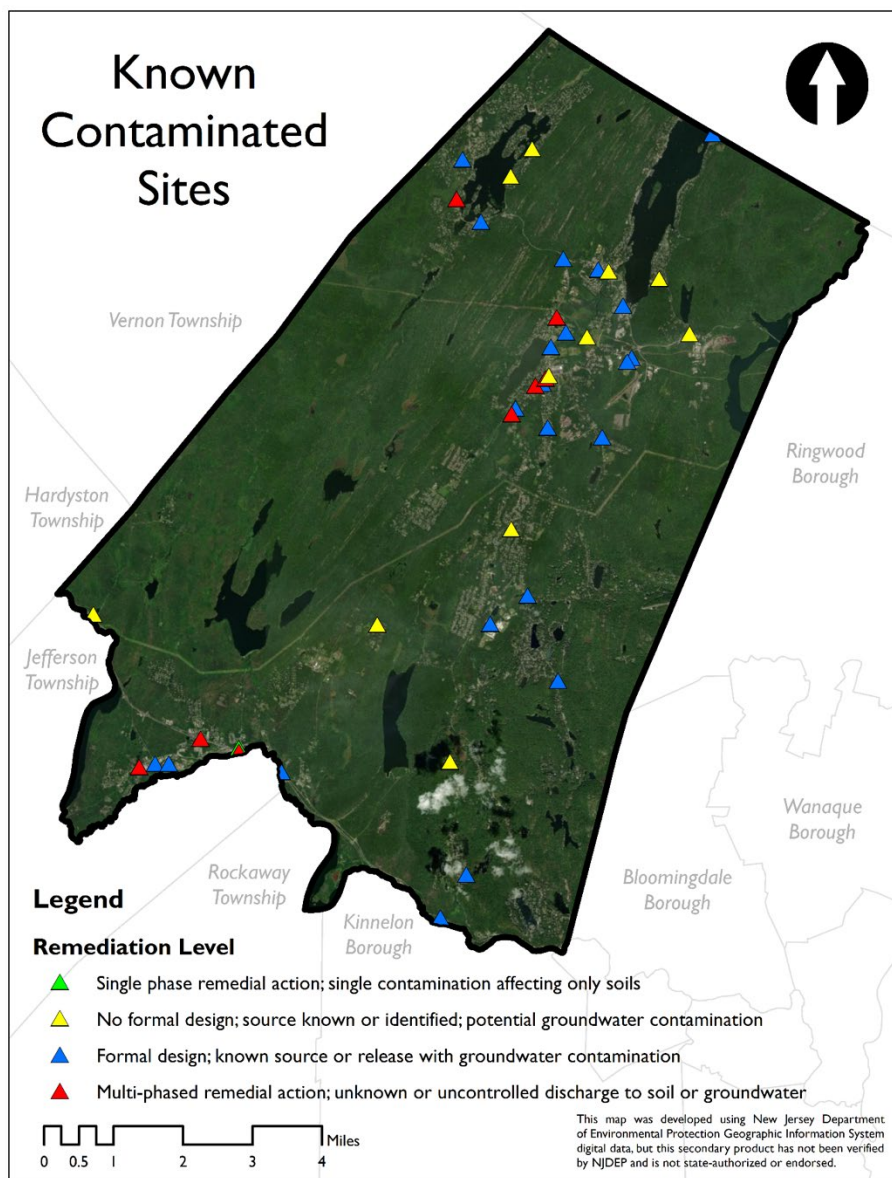 Known
Contaminated
Sites
Vernon Township
Hardyston
Township
Ringwood
Borough
Jefferson
Township
Wanaque
Borough
Rockaway
Township
Bloomingdale
Borough
Kinnelon
Borough
Legend
Remediation Level
Single phase remedial action; single contamination affecting only soils
No formal design; source known or identified; potential groundwater contamination
Formal design; known source or release with groundwater contamination
Multi-phased remedial action; unknown or uncontrolled discharge to soil or groundwater
Miles
0 0.5 1 2 3 4
This map was developed using New Jersey Department
of Environmental Protection Geographic Information System
digital data, but this secondary product has not been verified
by NJDEP and is not state-authorized or endorsed.